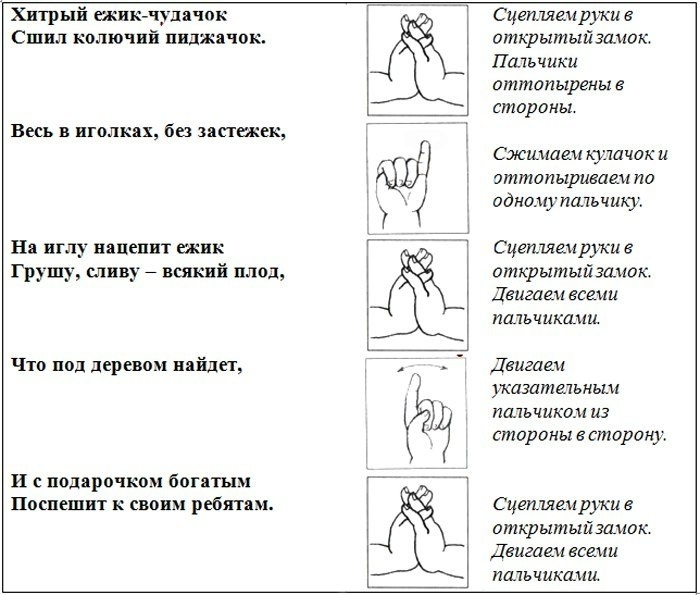 Хитрый ежик-чудачок
Сшил колючий пиджачок.
Сцепляем руки в
открытый замок.
Пальчики
оттопырены в
стороны.
Весь в иголках, без застежек,
Сжимаем кулачок и
оттопыриваем по
одному пальчику.
На иглу нацепит ежик
Грушу, сливу – всякий плод,
Сцепляем руки в
открытый замок.
Двигаем всеми
пальчиками.
Что под деревом найдет,
Двигаем
указательным
пальчиком из
стороны в сторону.
И с подарочком богатым
Поспешит к своим ребятам.
Сцепляем руки в
открытый замок.
Двигаем всеми
пальчиками.